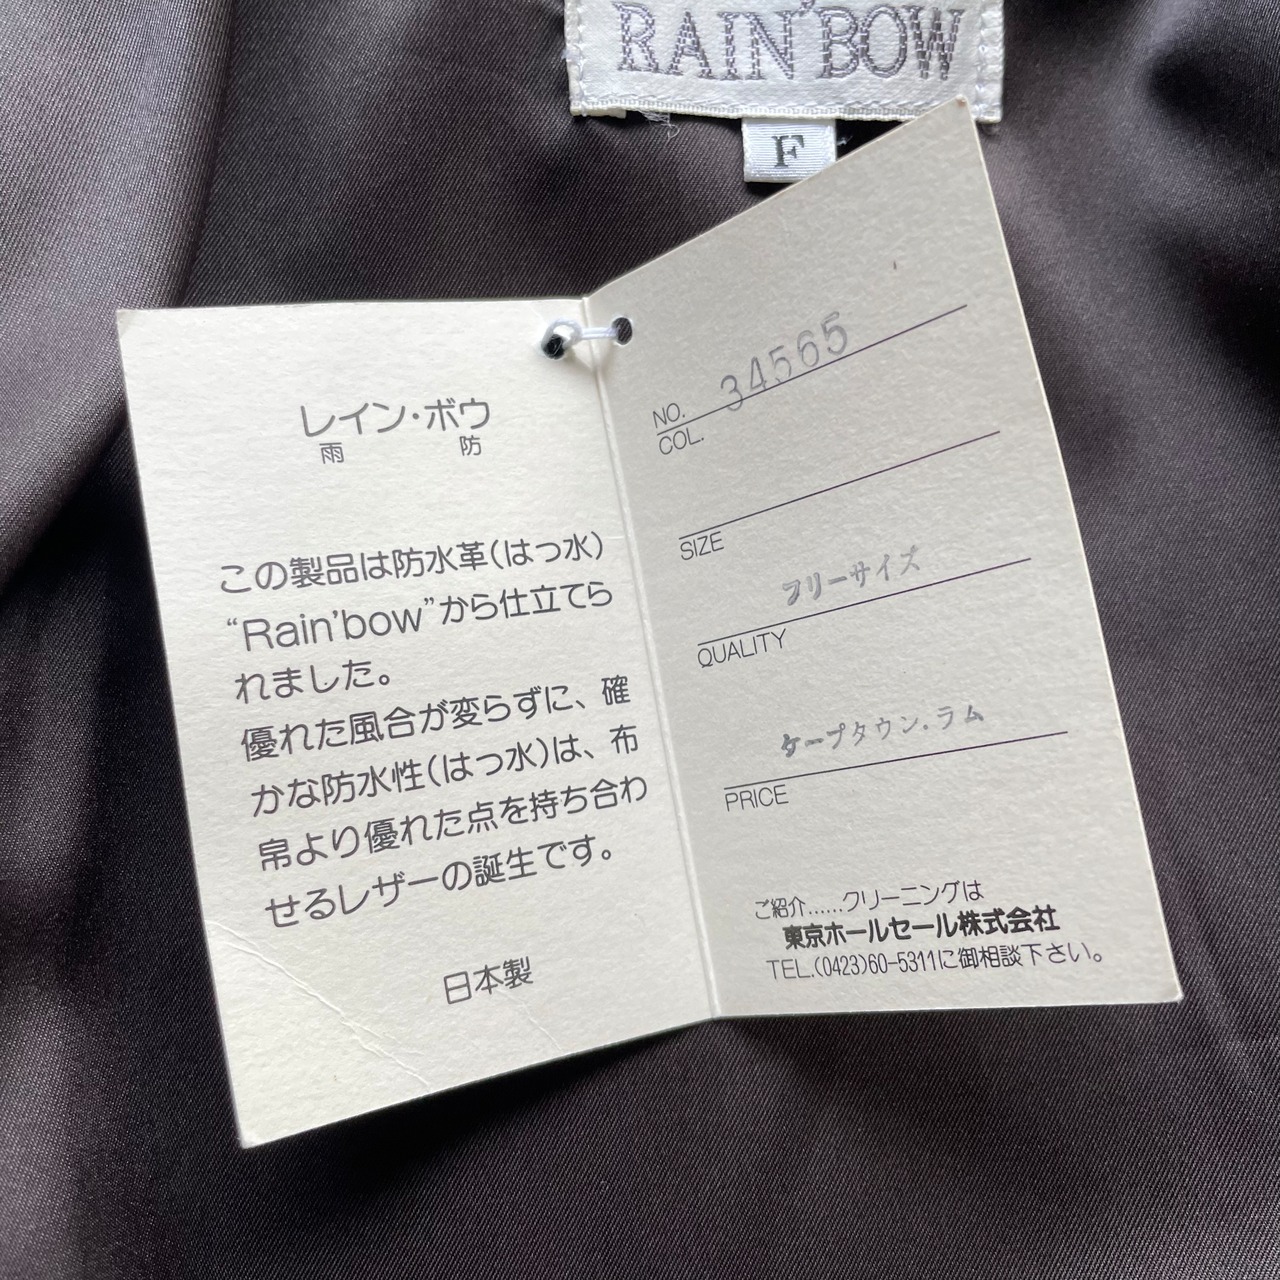 RAIN'BOW
F
レイン・ボウ
雨 防
この製品は防水革(はっ水)
“Rain'bow”から仕立てら
れました。
優れた風合が変らずに、確
かな防水性(はっ水)は、布
帛より優れた点を持ち合わ
せるレザーの誕生です。
日本製
NO. 34565
COL.
SIZE フリーサイズ
QUALITY ケープタウン.ラム
PRICE
ご紹介……クリーニングは
東京ホールセール株式会社
TEL.(0423)60-5311に御相談下さい。